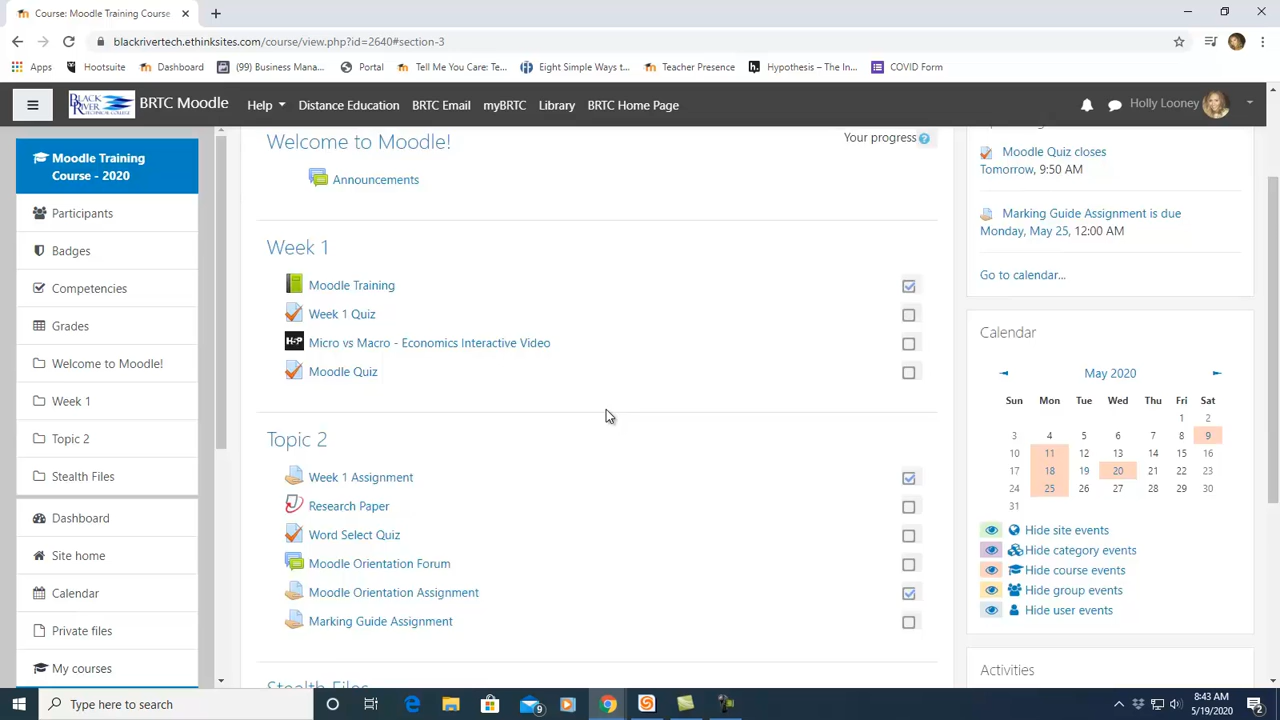 Course: Moodle Training Course
blackrivertech.ethinksites.com/course/view.php?id=2640#section-3
Apps
Hootsuite
Dashboard
(99) Business Mana...
Portal
Tell Me You Care: Te...
Eight Simple Ways t...
Teacher Presence
Hypothesis – The In...
COVID Form
BLACK RIVER
TECHNICAL COLLEGE
BRTC Moodle
Help
Distance Education
BRTC Email
myBRTC
Library
BRTC Home Page
Holly Looney
Moodle Training
Course - 2020
Participants
Badges
Competencies
Grades
Welcome to Moodle!
Week 1
Topic 2
Stealth Files
Dashboard
Site home
Calendar
Private files
My courses
Welcome to Moodle!
Your progress
Announcements
Week 1
Moodle Training
Week 1 Quiz
H-P
Micro vs Macro - Economics Interactive Video
Moodle Quiz
Topic 2
Week 1 Assignment
Research Paper
Word Select Quiz
Moodle Orientation Forum
Moodle Orientation Assignment
Marking Guide Assignment
Stealth Files
Moodle Quiz closes
Tomorrow, 9:50 AM
Marking Guide Assignment is due
Monday, May 25, 12:00 AM
Go to calendar...
Calendar
◄ May 2020 ►
Sun Mon Tue Wed Thu Fri Sat
1 2
3 4 5 6 7 8 9
10 11 12 13 14 15 16
17 18 19 20 21 22 23
24 25 26 27 28 29 30
31
Hide site events
Hide category events
Hide course events
Hide group events
Hide user events
Activities
Type here to search
9
8:43 AM
5/19/2020
2